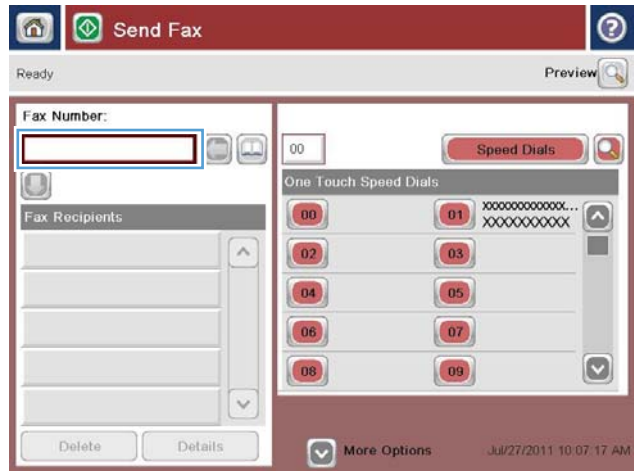 Send Fax
?
Ready
Preview
Fax Number:
00
Speed Dials
One Touch Speed Dials
Fax Recipients
00
01 XXXXXXXXXXXX...
XXXXXXXXXX
02
03
04
05
06
07
08
09
Delete
Details
More Options
Jul/27/2011 10:07:17 AM